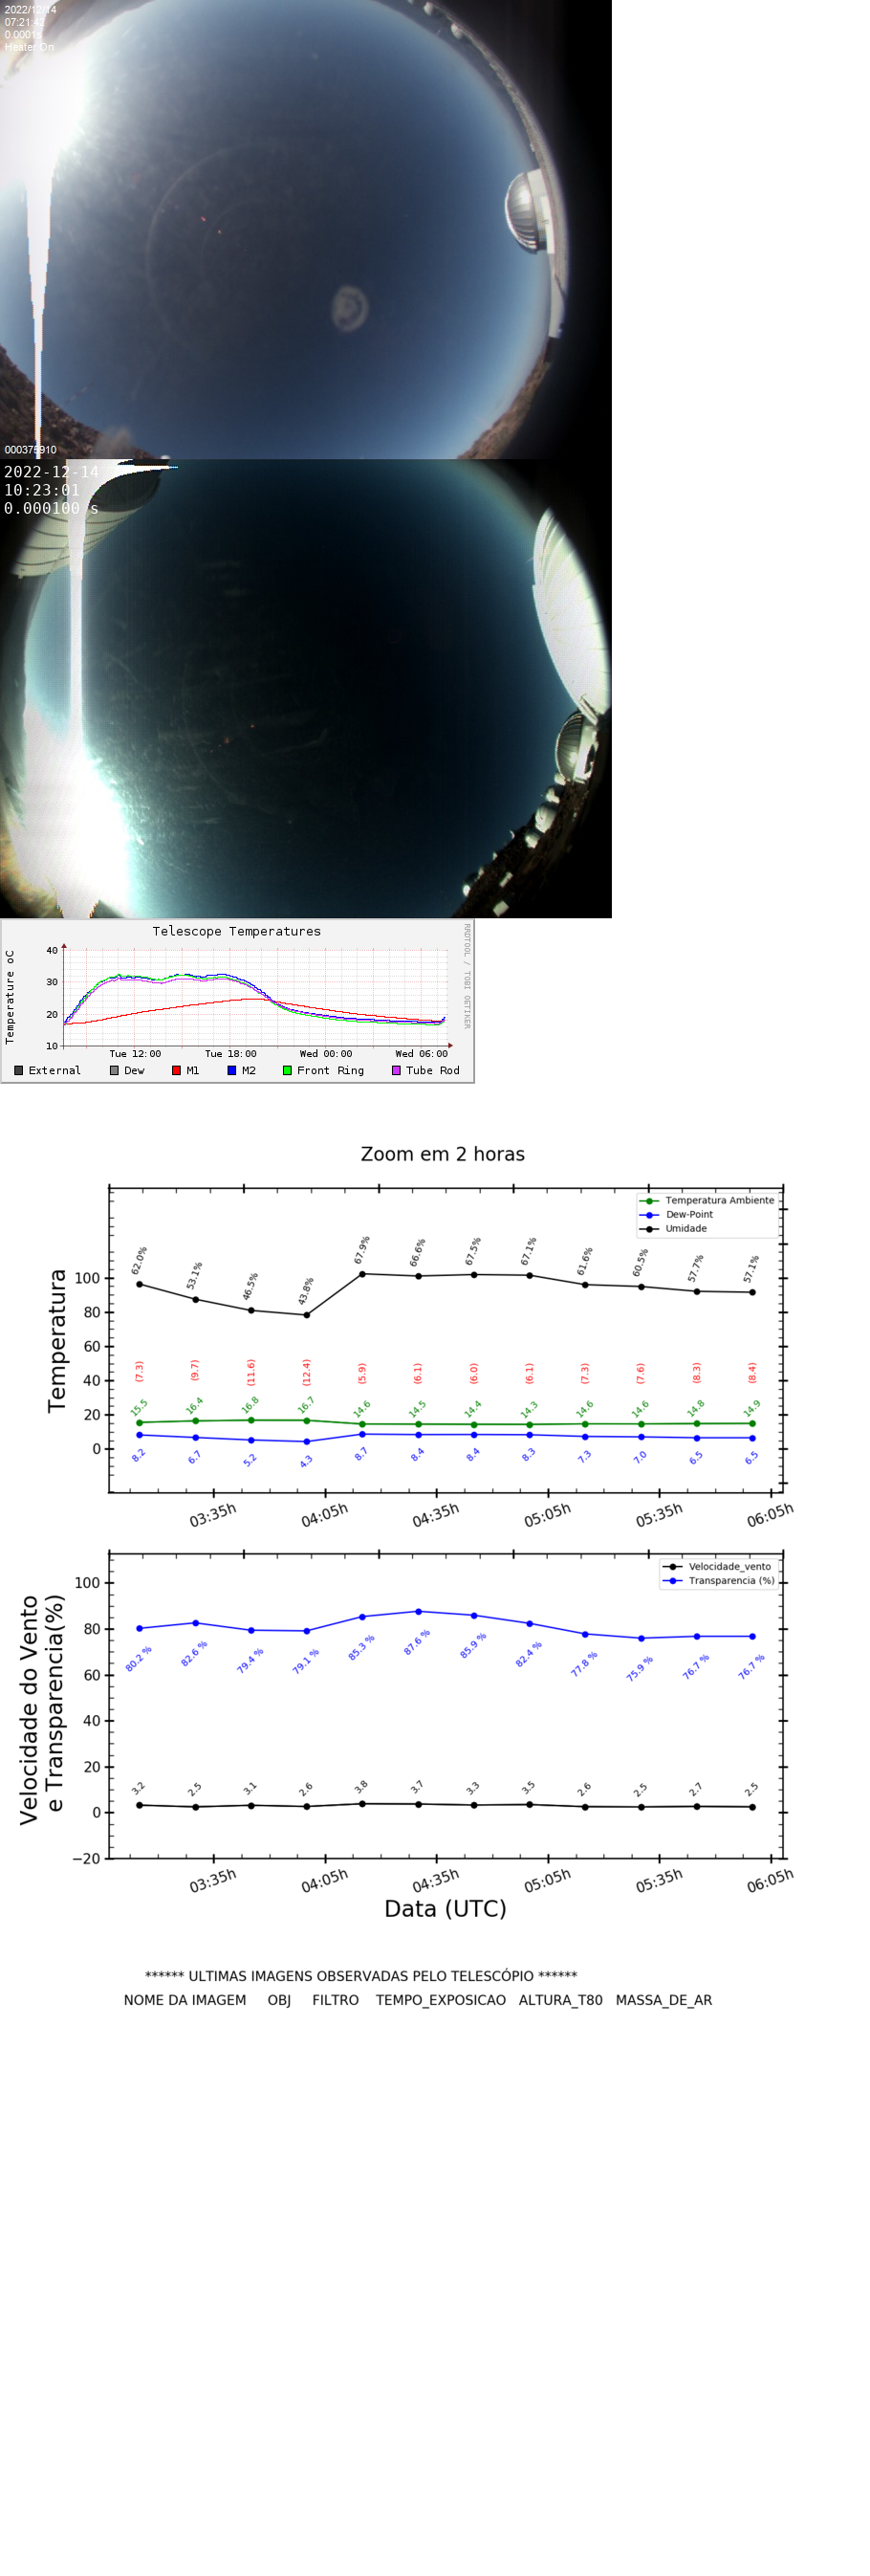 2022/12/14
07:21:42
0.0001s
Heater On
000375910
2022-12-14
10:23:01
0.000100 s
Telescope Temperatures
RRDTOOL / TOBI OETIKER
Temperature oC
40
30
20
10
Tue 12:00 Tue 18:00 Wed 00:00 Wed 06:00
External Dew M1 M2 Front Ring Tube Rod
Zoom em 2 horas
Temperatura Ambiente
Dew-Point
Umidade
Temperatura
100
80
60
40
20
0
62.0% 53.1% 46.5% 43.8% 67.9% 66.6% 67.5% 67.1% 61.6% 60.5% 57.7% 57.1%
(7.3) (9.7) (11.6) (12.4) (5.9) (6.1) (6.0) (6.1) (7.3) (7.6) (8.3) (8.4)
15.5 16.4 16.8 16.7 14.6 14.5 14.4 14.3 14.6 14.6 14.8 14.9
8.2 6.7 5.2 4.3 8.7 8.4 8.4 8.3 7.3 7.0 6.5 6.5
03:35h 04:05h 04:35h 05:05h 05:35h 06:05h
Velocidade_vento
Transparencia (%)
Velocidade do Vento
e Transparencia(%)
100
80
60
40
20
0
−20
80.2 % 82.6 % 79.4 % 79.1 % 85.3 % 87.6 % 85.9 % 82.4 % 77.8 % 75.9 % 76.7 % 76.7 %
3.2 2.5 3.1 2.6 3.8 3.7 3.3 3.5 2.6 2.5 2.7 2.5
03:35h 04:05h 04:35h 05:05h 05:35h 06:05h
Data (UTC)
****** ULTIMAS IMAGENS OBSERVADAS PELO TELESCÓPIO ******
NOME DA IMAGEM OBJ FILTRO TEMPO_EXPOSICAO ALTURA_T80 MASSA_DE_AR